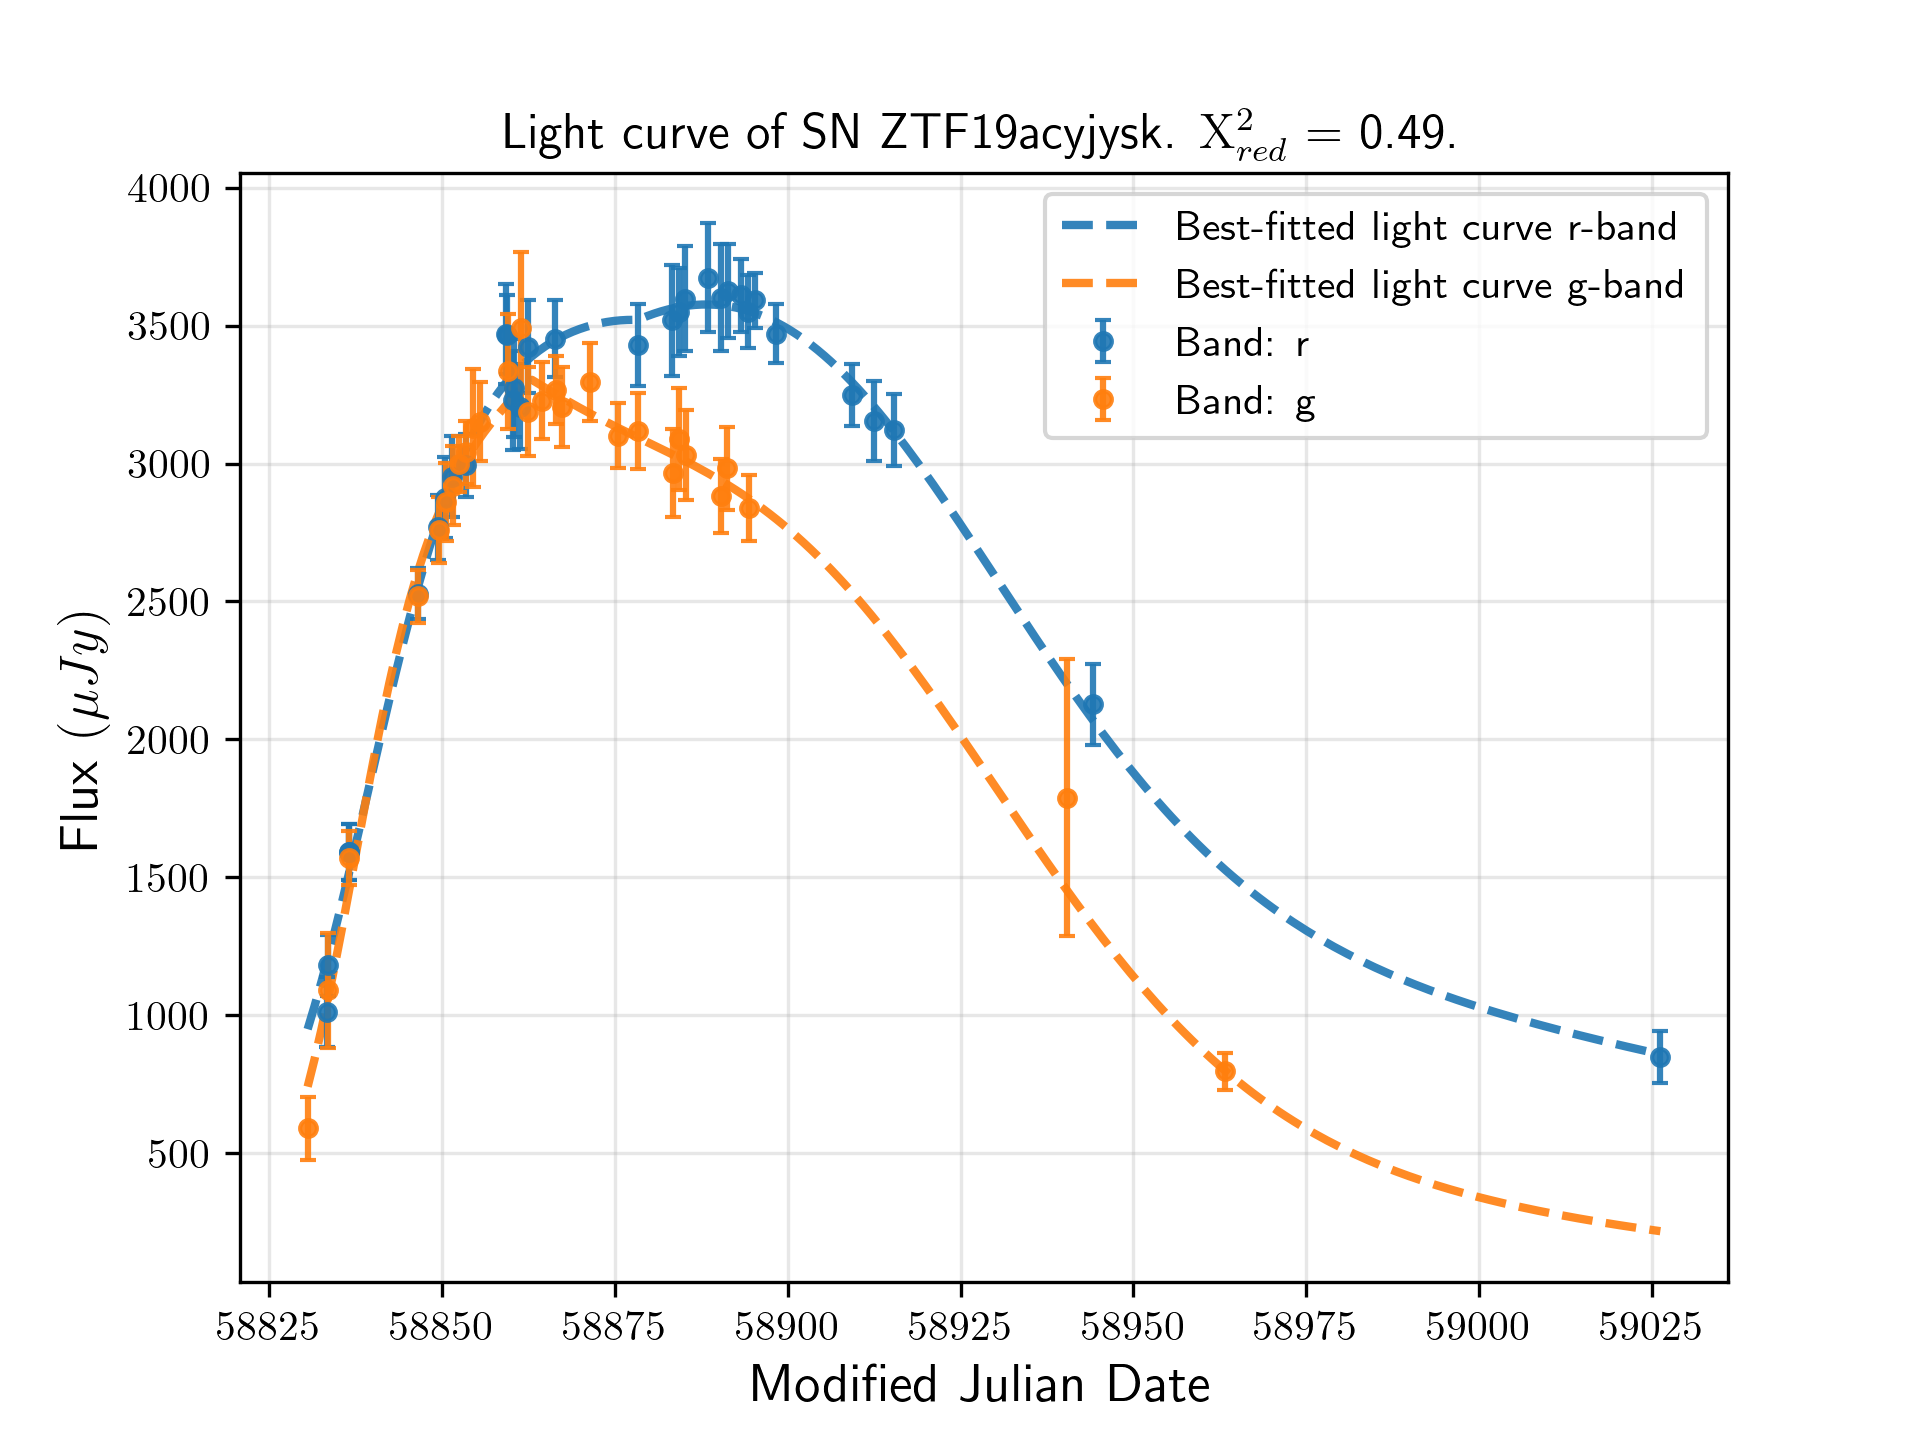 Light curve of SN ZTF19acyjysk. X²red = 0.49.
4000
3500
3000
2500
2000
1500
1000
500
Flux (μJy)
Best-fitted light curve r-band
Best-fitted light curve g-band
Band: r
Band: g
58825 58850 58875 58900 58925 58950 58975 59000 59025
Modified Julian Date